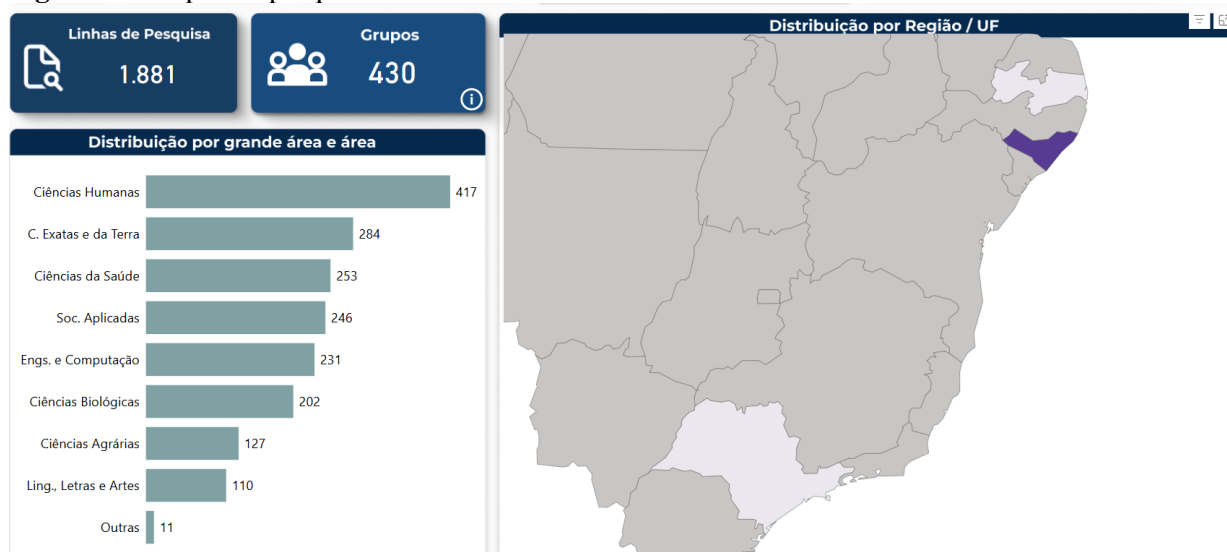 Linhas de Pesquisa
1.881
Grupos
430
Distribuição por grande área e área
Ciências Humanas 417
C. Exatas e da Terra 284
Ciências da Saúde 253
Soc. Aplicadas 246
Engs. e Computação 231
Ciências Biológicas 202
Ciências Agrárias 127
Ling., Letras e Artes 110
Outras 11
Distribuição por Região / UF